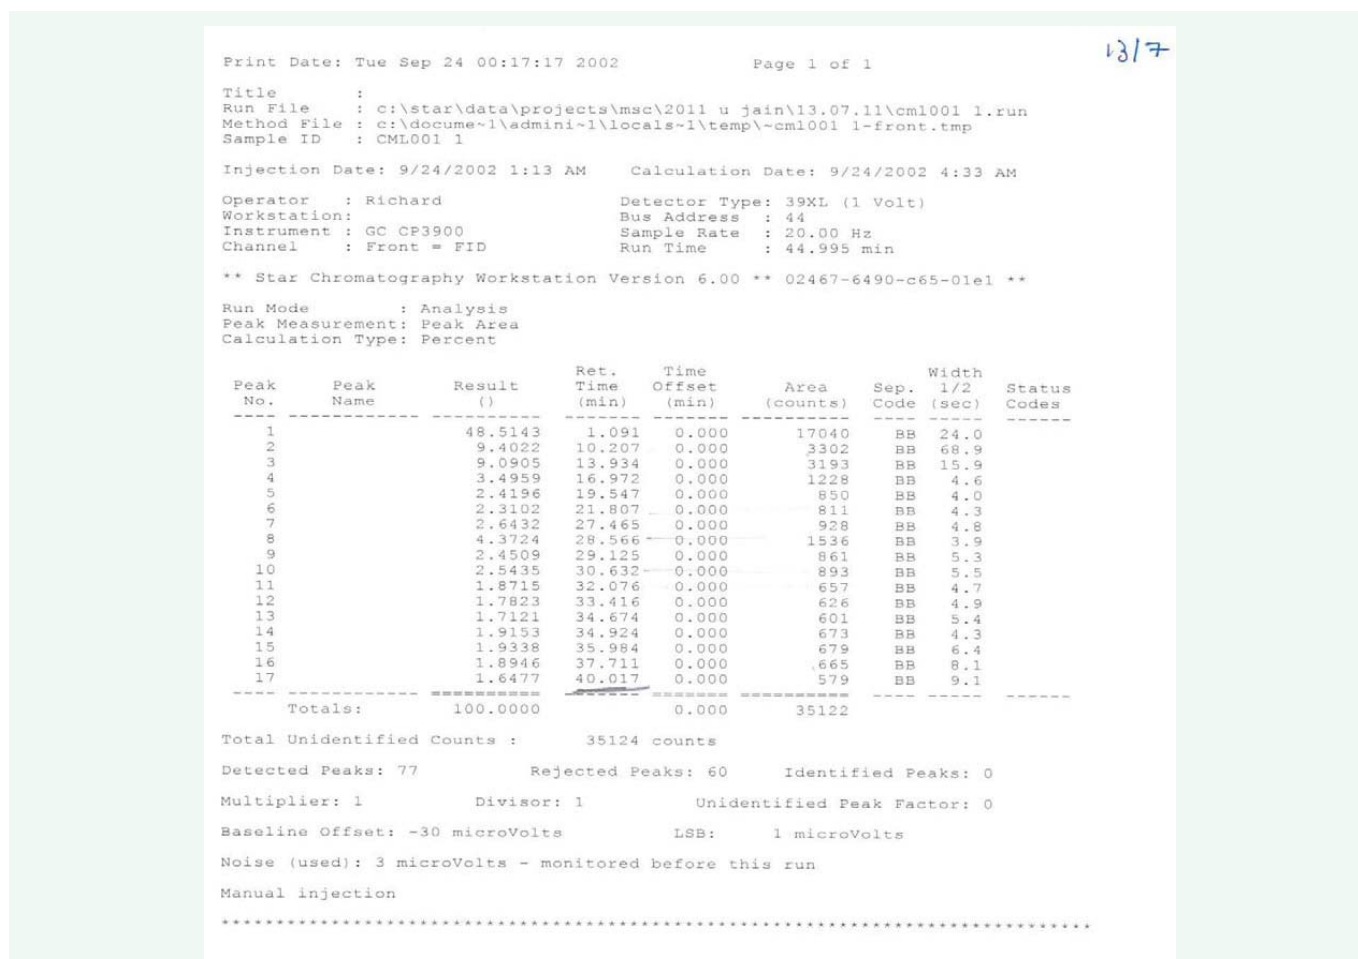 13/7
Print Date: Tue Sep 24 00:17:17 2002 Page 1 of 1
Title :
Run File : c:\star\data\projects\msc\2011 u jain\13.07.11\cml001 1.run
Method File : c:\docume~1\admini~1\locals~1\temp\~cml001 1-front.tmp
Sample ID : CML001 1
Injection Date: 9/24/2002 1:13 AM Calculation Date: 9/24/2002 4:33 AM
Operator : Richard Detector Type: 39XL (1 Volt)
Workstation: Bus Address : 44
Instrument : GC CP3900 Sample Rate : 20.00 Hz
Channel : Front = FID Run Time : 44.995 min
** Star Chromatography Workstation Version 6.00 ** 02467-6490-c65-01e1 **
Run Mode : Analysis
Peak Measurement: Peak Area
Calculation Type: Percent
Ret. Time Width
Peak Peak Result Time Offset Area Sep. 1/2 Status
No. Name () (min) (min) (counts) Code (sec) Codes
1 48.5143 1.091 0.000 17040 BB 24.0
2 9.4022 10.207 0.000 3302 BB 68.9
3 9.0905 13.934 0.000 3193 BB 15.9
4 3.4959 16.972 0.000 1228 BB 4.6
5 2.4196 19.547 0.000 850 BB 4.0
6 2.3102 21.807 0.000 811 BB 4.3
7 2.6432 27.465 0.000 928 BB 4.8
8 4.3724 28.566 0.000 1536 BB 3.9
9 2.4509 29.125 0.000 861 BB 5.3
10 2.5435 30.632 0.000 893 BB 5.5
11 1.8715 32.076 0.000 657 BB 4.7
12 1.7823 33.416 0.000 626 BB 4.9
13 1.7121 34.674 0.000 601 BB 5.4
14 1.9153 34.924 0.000 673 BB 4.3
15 1.9338 35.984 0.000 679 BB 6.4
16 1.8946 37.711 0.000 665 BB 8.1
17 1.6477 40.017 0.000 579 BB 9.1
Totals: 100.0000 0.000 35122
Total Unidentified Counts : 35124 counts
Detected Peaks: 77 Rejected Peaks: 60 Identified Peaks: 0
Multiplier: 1 Divisor: 1 Unidentified Peak Factor: 0
Baseline Offset: -30 microVolts LSB: 1 microVolts
Noise (used): 3 microVolts - monitored before this run
Manual injection
*******************************************************************************